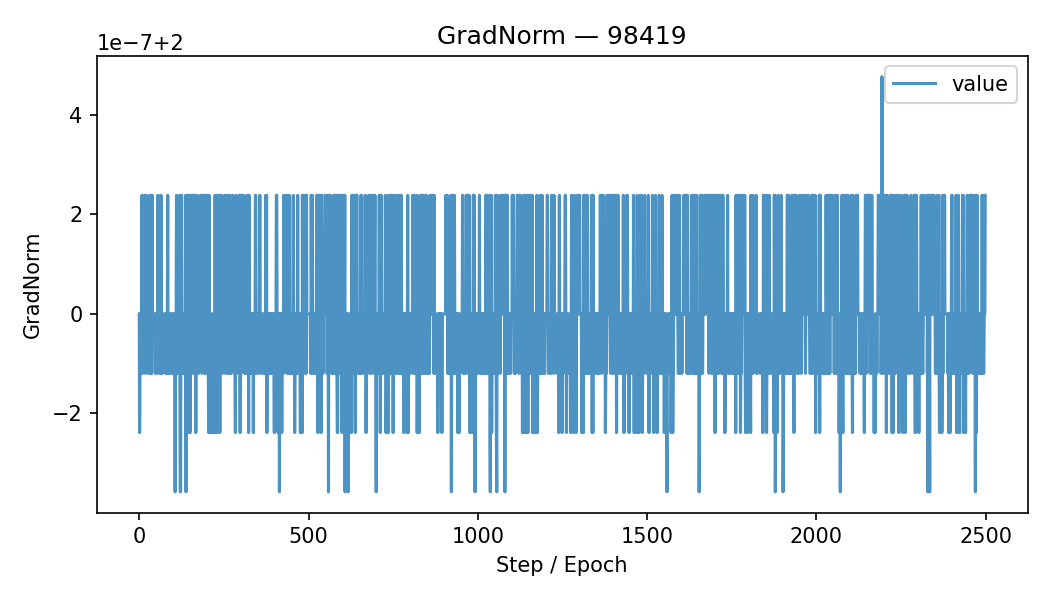 GradNorm — 98419
1e−7+2
value
4
2
0
−2
GradNorm
0 500 1000 1500 2000 2500
Step / Epoch